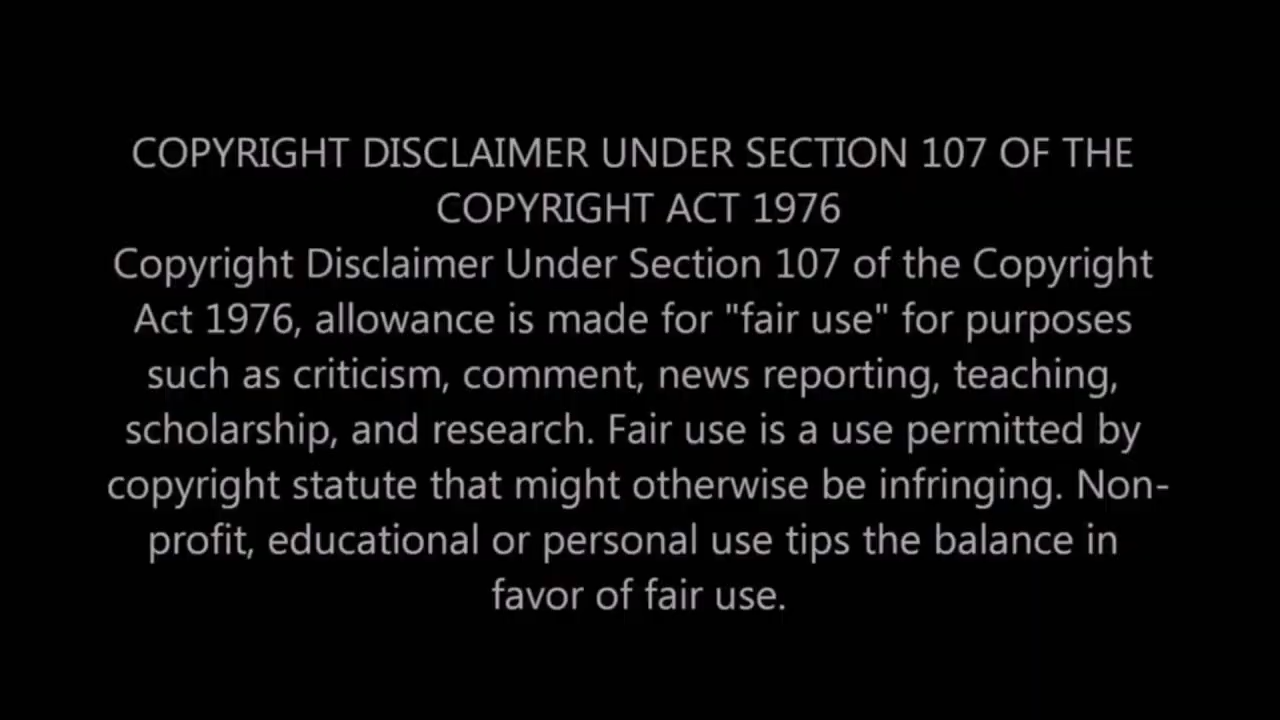 COPYRIGHT DISCLAIMER UNDER SECTION 107 OF THE
COPYRIGHT ACT 1976
Copyright Disclaimer Under Section 107 of the Copyright
Act 1976, allowance is made for "fair use" for purposes
such as criticism, comment, news reporting, teaching,
scholarship, and research. Fair use is a use permitted by
copyright statute that might otherwise be infringing. Non-
profit, educational or personal use tips the balance in
favor of fair use.